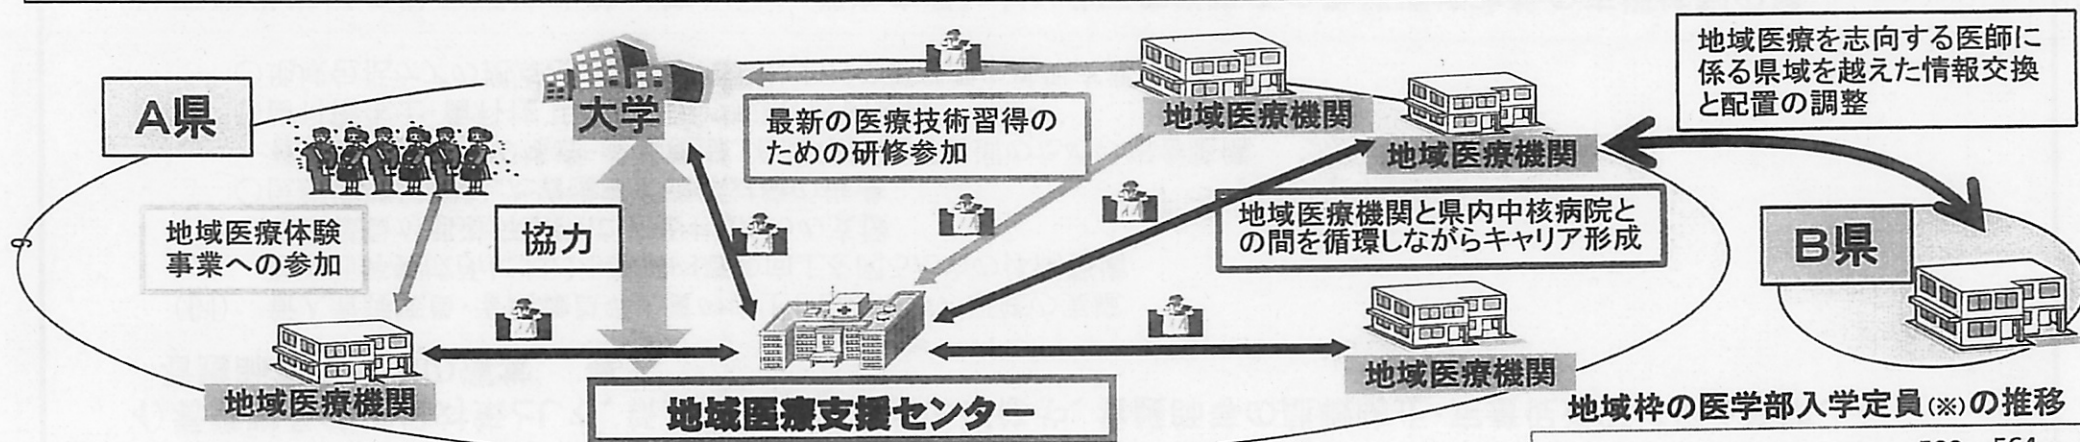 A県
大学
地域医療機関
地域医療機関
地域医療を志向する医師に
係る県域を越えた情報交換
と配置の調整
最新の医療技術習得の
ための研修参加
地域医療体験
事業への参加
協力
地域医療機関と県内中核病院と
の間を循環しながらキャリア形成
B県
地域医療機関
地域医療支援センター
地域医療機関
地域枠の医学部入学定員(※)の推移
564